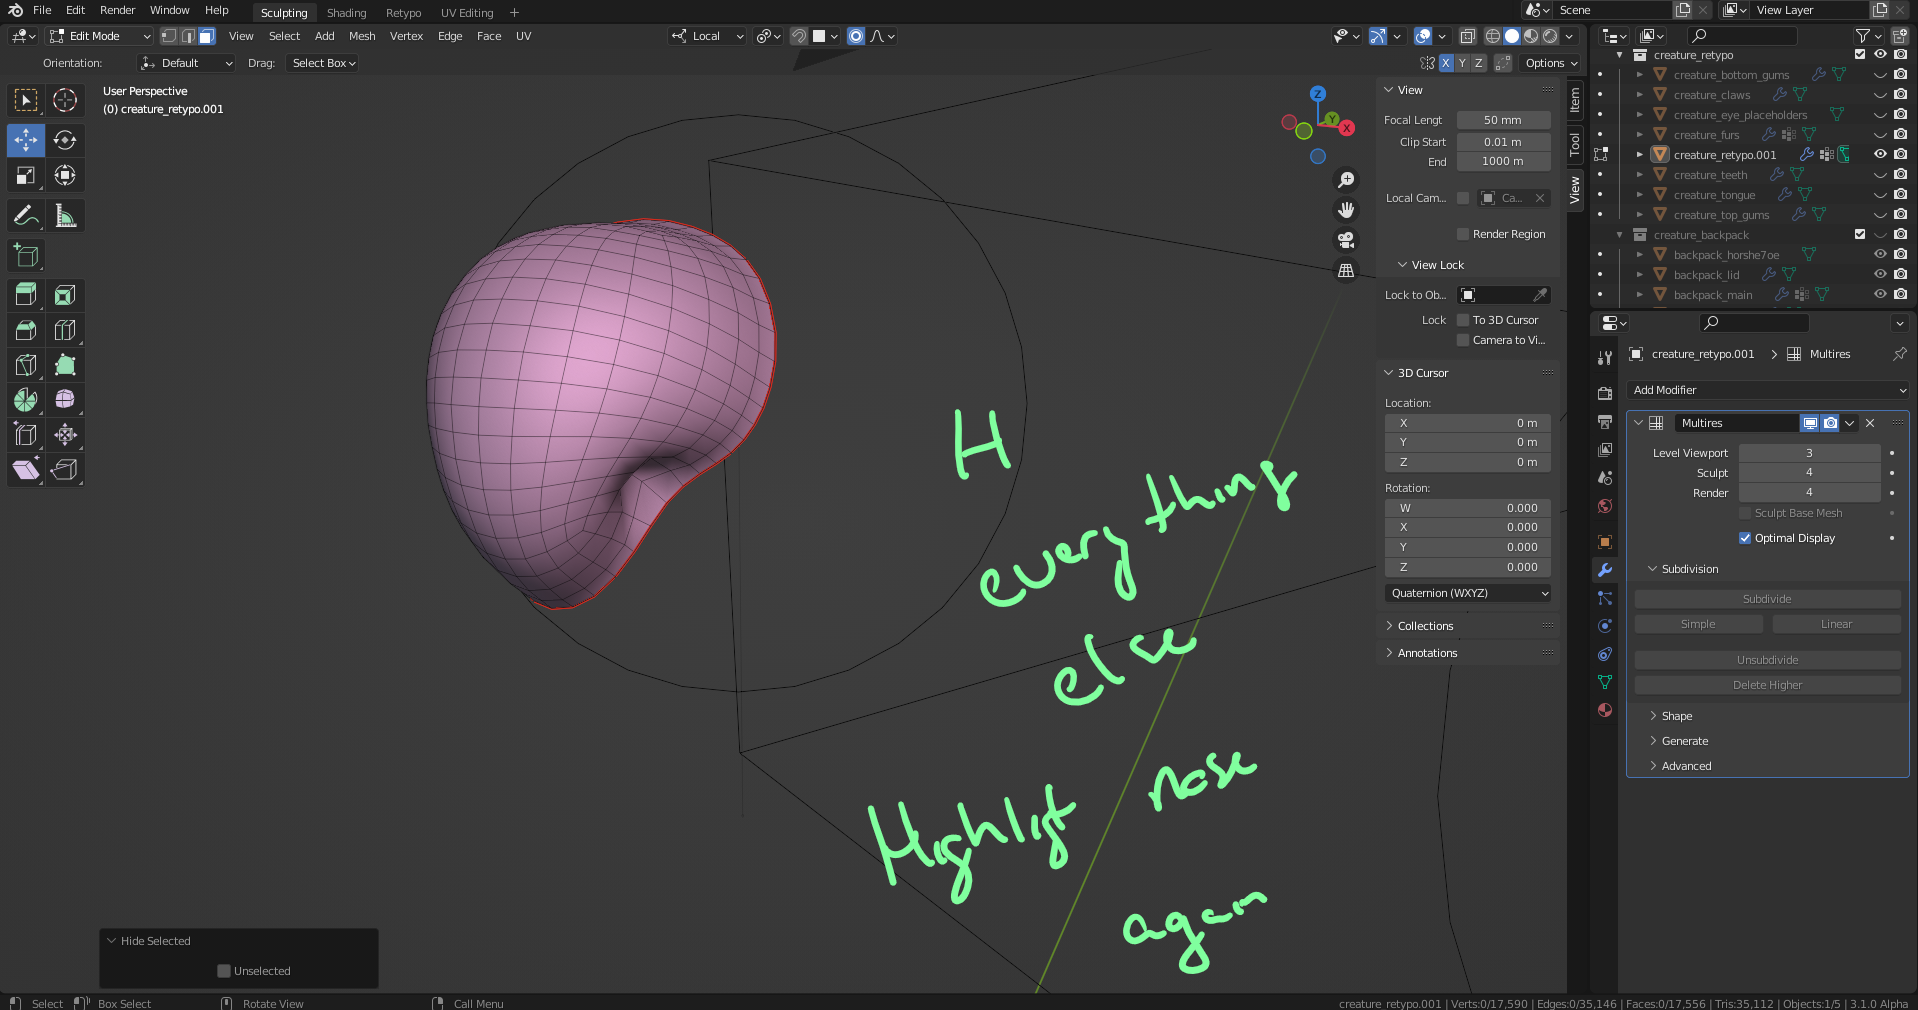 File Edit Render Window Help Sculpting Shading Retypo UV Editing + Scene View Layer
Edit Mode View Select Add Mesh Vertex Edge Face UV Local
Orientation: Default Drag: Select Box X Y Z Options
User Perspective
(0) creature_retypo.001
Z
Y
X
View
Focal Lengt 50 mm
Clip Start 0.01 m
End 1000 m
Local Cam... Ca...
Render Region
View Lock
Lock to Ob...
Lock To 3D Cursor
Camera to Vi...
3D Cursor
Location:
X 0 m
Y 0 m
Z 0 m
Rotation:
W 0.000
X 0.000
Y 0.000
Z 0.000
Quaternion (WXYZ)
Collections
Annotations
Item
Tool
View
H
every thing
else
Highligt nose
again
Hide Selected
Unselected
creature_retypo
creature_bottom_gums
creature_claws
creature_eye_placeholders
creature_furs
creature_retypo.001
creature_teeth
creature_tongue
creature_top_gums
creature_backpack
backpack_horshe7oe
backpack_lid
backpack_main
creature_retypo.001 > Multires
Add Modifier
Multires
Level Viewport 3
Sculpt 4
Render 4
Sculpt Base Mesh
Optimal Display
Subdivision
Subdivide
Simple Linear
Unsubdivide
Delete Higher
Shape
Generate
Advanced
Select Box Select Rotate View Call Menu creature_retypo.001 | Verts:0/17,590 | Edges:0/35,146 | Faces:0/17,556 | Tris:35,112 | Objects:1/5 | 3.1.0 Alpha